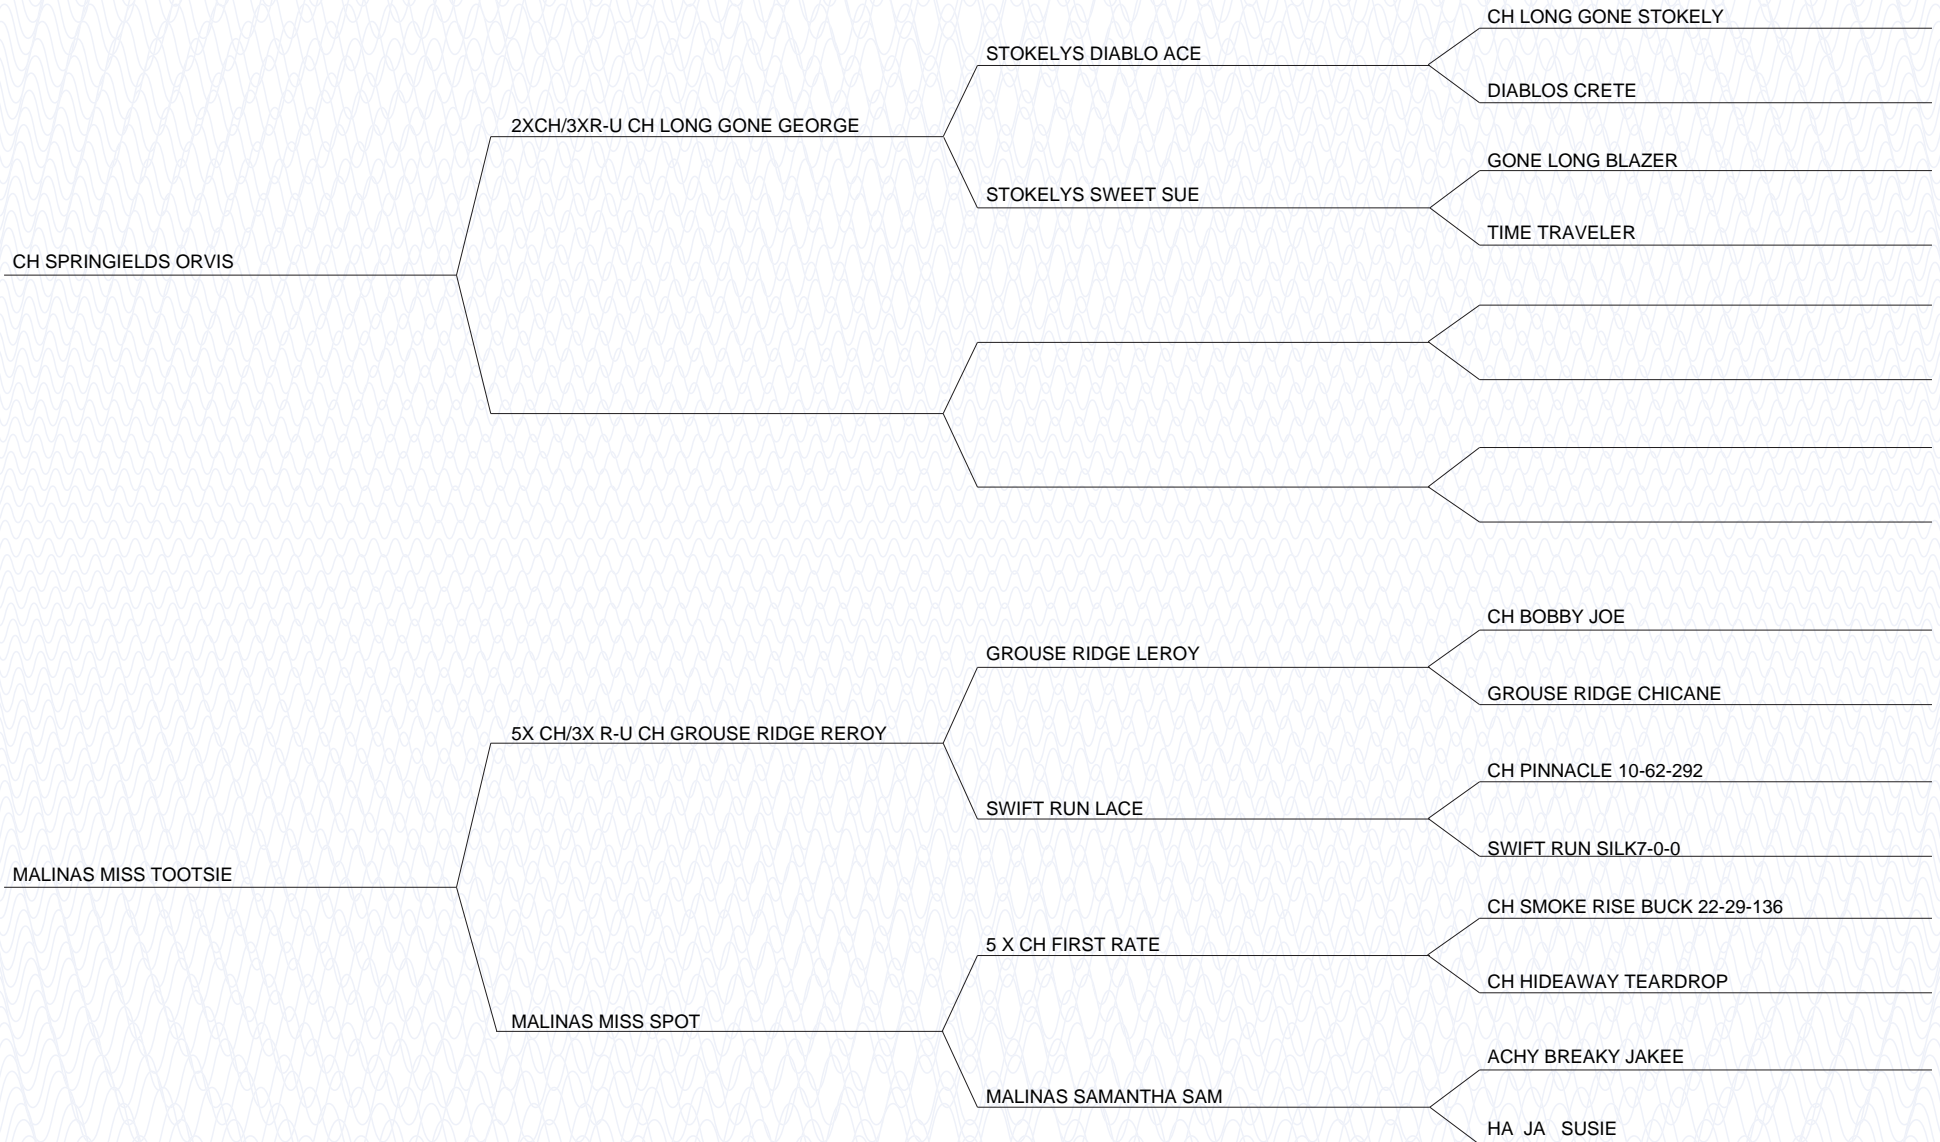 CH LONG GONE STOKELY
STOKELYS DIABLO ACE
DIABLOS CRETE
2XCH/3XR-U CH LONG GONE GEORGE
GONE LONG BLAZER
STOKELYS SWEET SUE
TIME TRAVELER
CH SPRINGIELDS ORVIS
CH BOBBY JOE
GROUSE RIDGE LEROY
GROUSE RIDGE CHICANE
5X CH/3X R-U CH GROUSE RIDGE REROY
CH PINNACLE 10-62-292
SWIFT RUN LACE
SWIFT RUN SILK7-0-0
MALINAS MISS TOOTSIE
CH SMOKE RISE BUCK 22-29-136
5 X CH FIRST RATE
CH HIDEAWAY TEARDROP
MALINAS MISS SPOT
ACHY BREAKY JAKEE
MALINAS SAMANTHA SAM
HA JA SUSIE